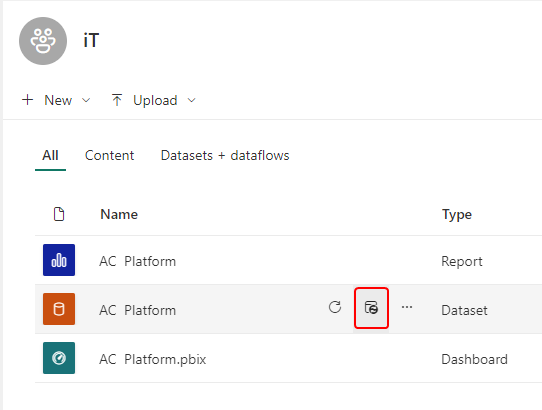 iT
New Upload
All Content Datasets + dataflows
Name Type
AC Platform Report
AC Platform Dataset
AC Platform.pbix Dashboard